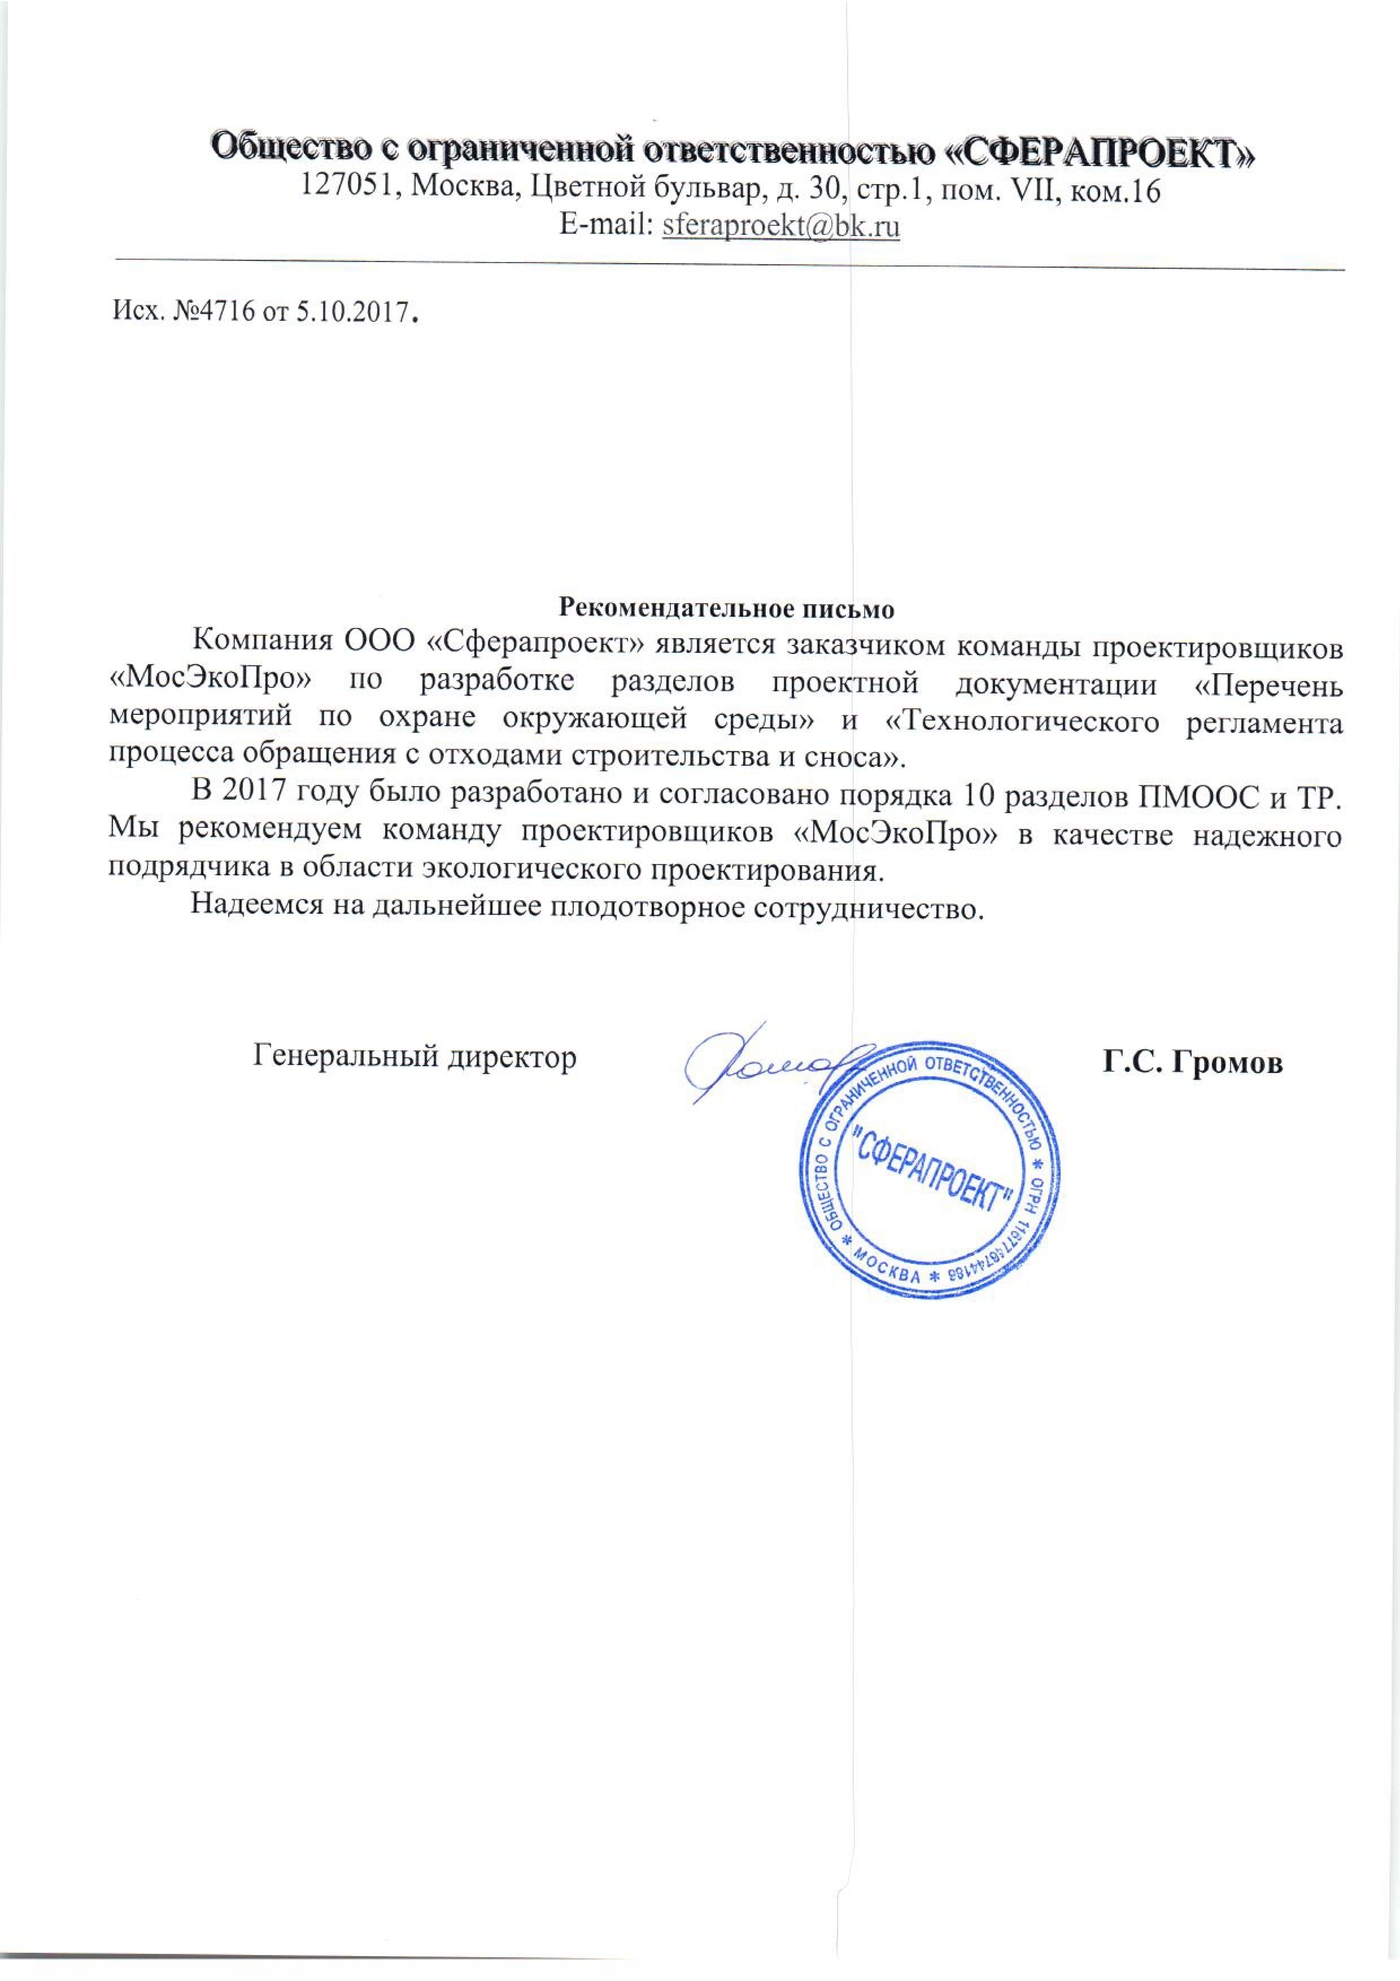 Общество с ограниченной ответственностью «СФЕРАПРОЕКТ»
127051, Москва, Цветной бульвар, д. 30, стр.1, пом. VII, ком.16
E-mail: sferaproekt@bk.ru
Исх. №4716 от 5.10.2017.
Рекомендательное письмо
Компания ООО «Сферапроект» является заказчиком команды проектировщиков
«МосЭкоПро» по разработке разделов проектной документации «Перечень
мероприятий по охране окружающей среды» и «Технологического регламента
процесса обращения с отходами строительства и сноса».
В 2017 году было разработано и согласовано порядка 10 разделов ПМООС и ТР.
Мы рекомендуем команду проектировщиков «МосЭкоПро» в качестве надежного
подрядчика в области экологического проектирования.
Надеемся на дальнейшее плодотворное сотрудничество.
Генеральный директор
Г.С. Громов
ОБЩЕСТВО С ОГРАНИЧЕННОЙ ОТВЕТСТВЕННОСТЬЮ * ОГРН 1167746744186 * МОСКВА *
"СФЕРАПРОЕКТ"